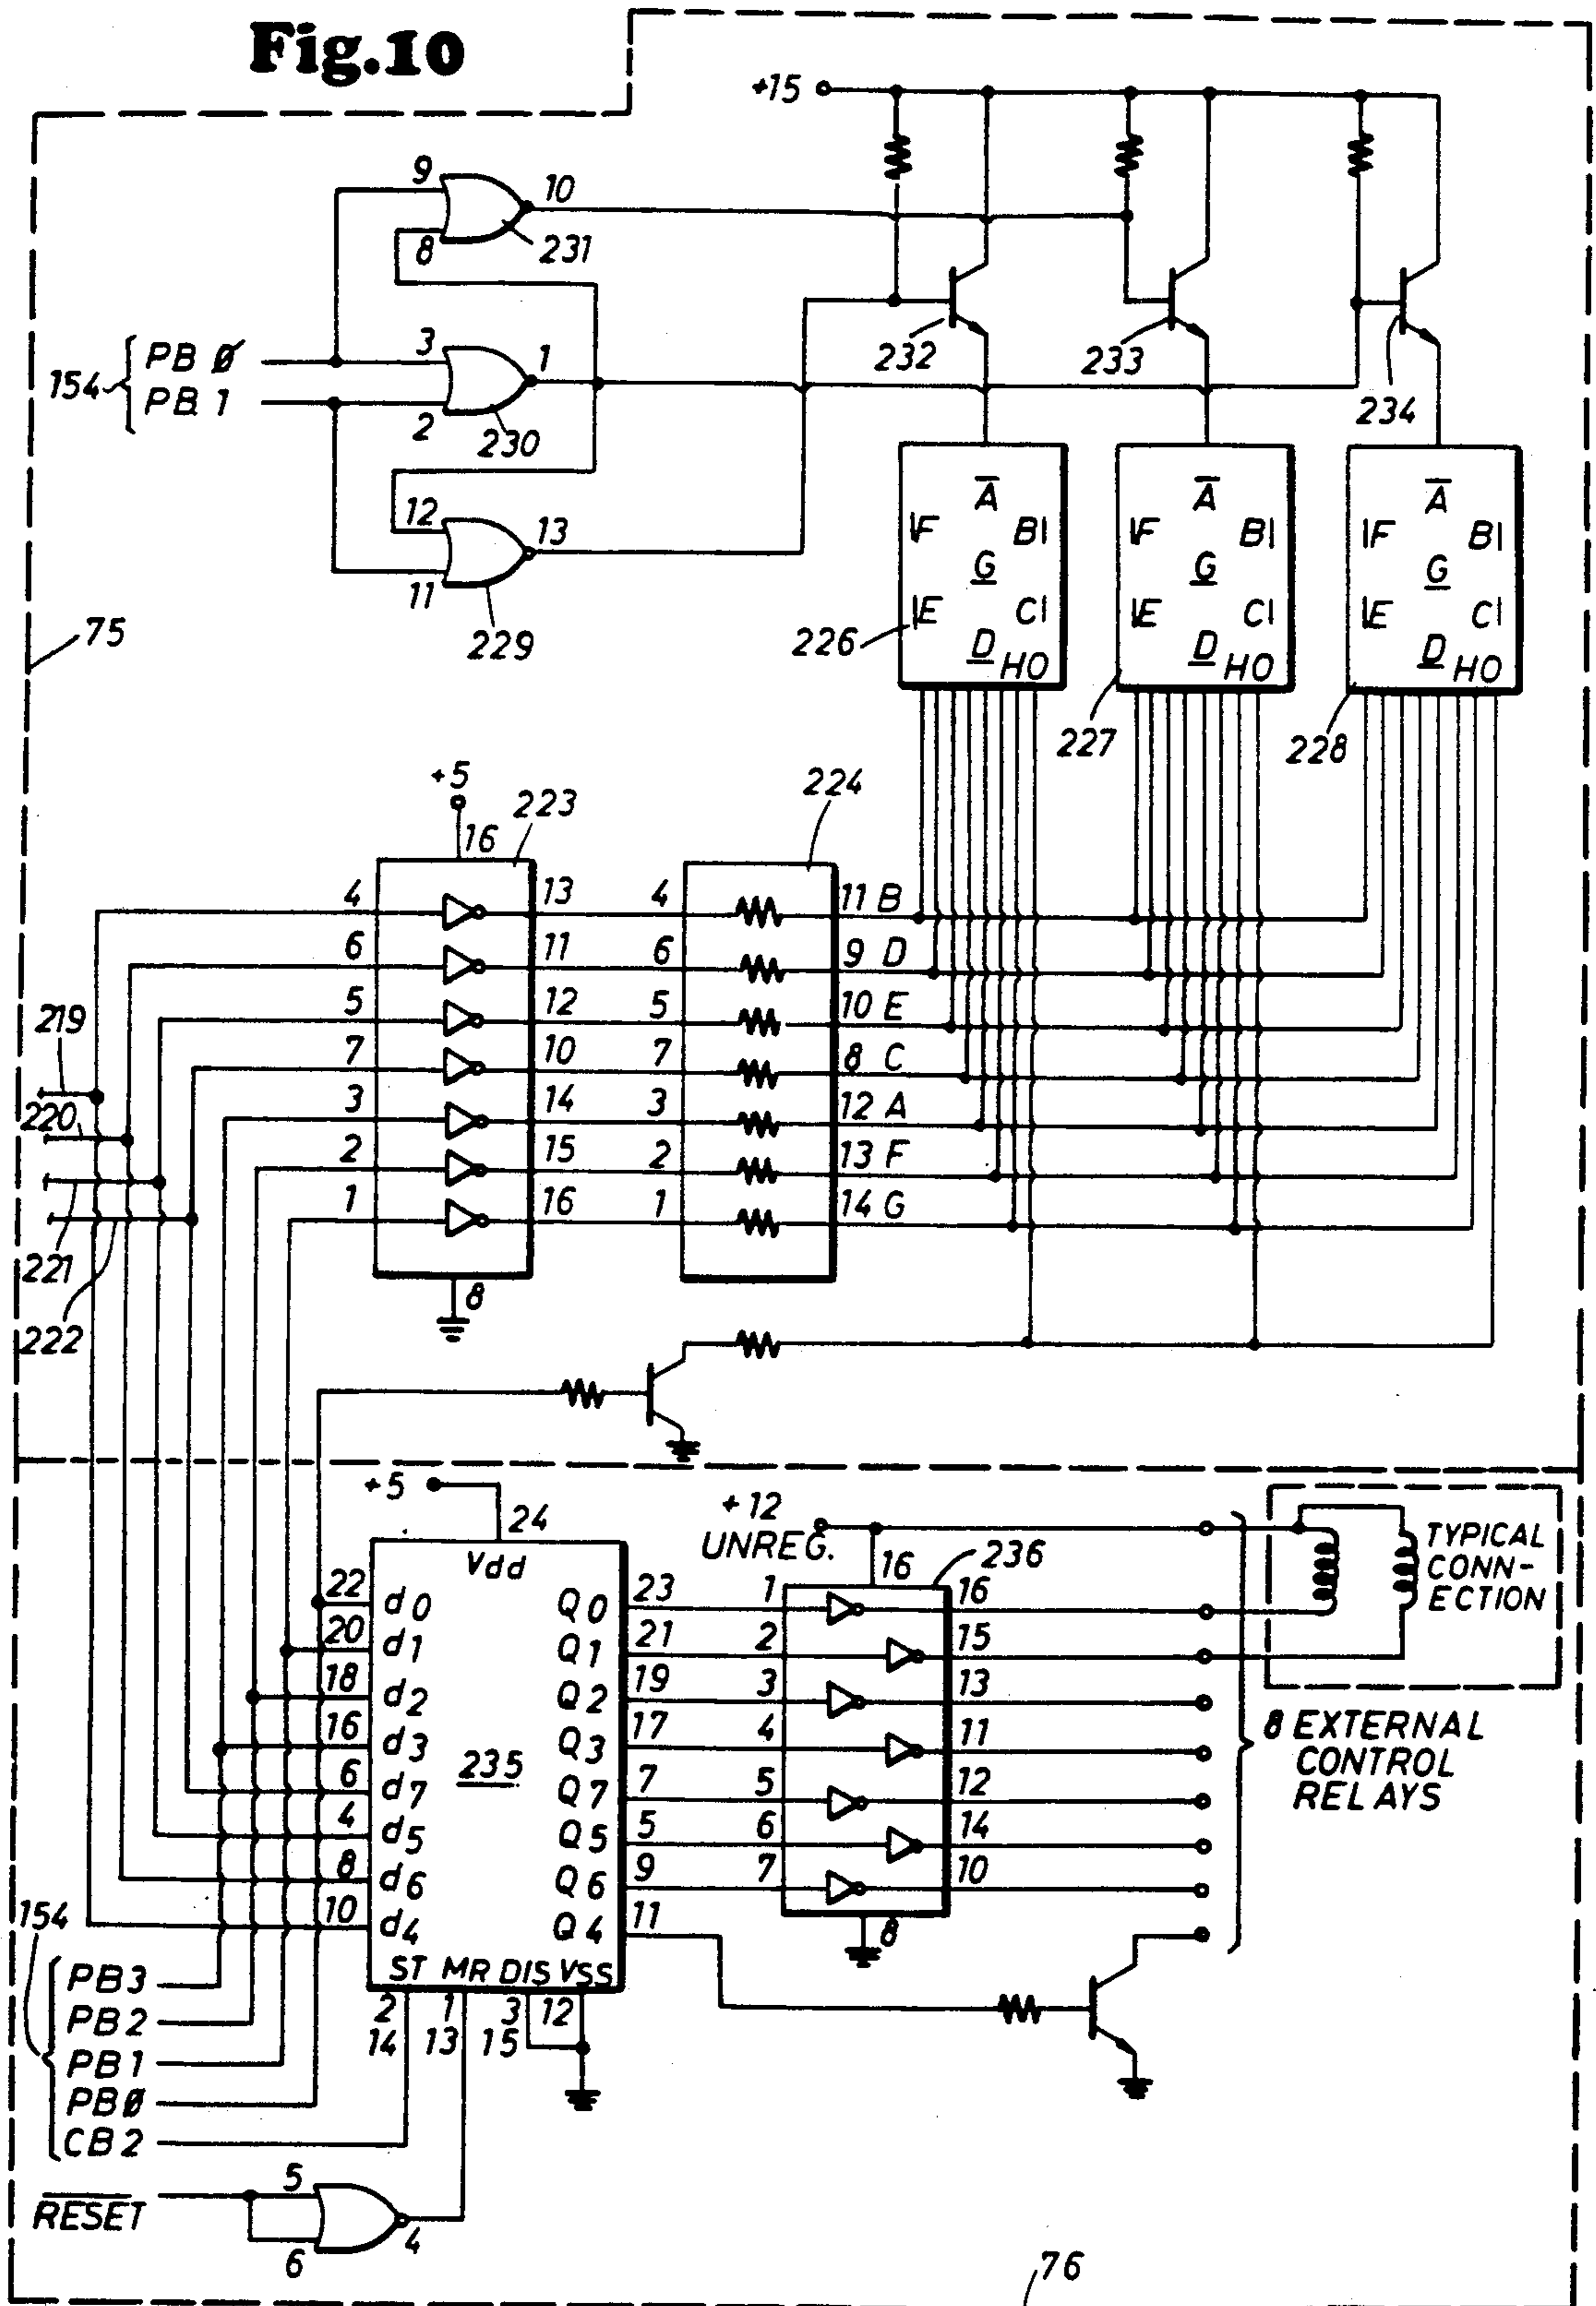 Fig.10
+15
9
10
8
231
154
PB Ø
PB 1
3
1
2
230
12
13
11
229
232
233
234
A
F
B
G
E
C
D
HO
226
A
F
B
G
E
C
D
HO
227
A
F
B
G
E
C
D
HO
228
75
+5
16
223
224
4
13
4
11 B
6
11
6
9 D
5
12
5
10 E
7
10
7
8 C
3
14
3
12 A
2
15
2
13 F
1
16
1
14 G
8
219
220
221
222
+5
24
Vdd
22
d0
Q0
23
20
d1
Q1
21
18
d2
Q2
19
16
d3
Q3
17
6
d7
Q7
7
4
d5
Q5
5
8
d6
Q6
9
10
d4
Q4
11
235
ST
MR
DIS
VSS
2
1
3
12
14
13
15
+12
UNREG.
16
236
1
16
2
15
3
13
4
11
5
12
6
14
7
10
8
TYPICAL
CONN-
ECTION
8 EXTERNAL
CONTROL
RELAYS
154
PB3
PB2
PB1
PBØ
CB2
RESET
5
6
4
76